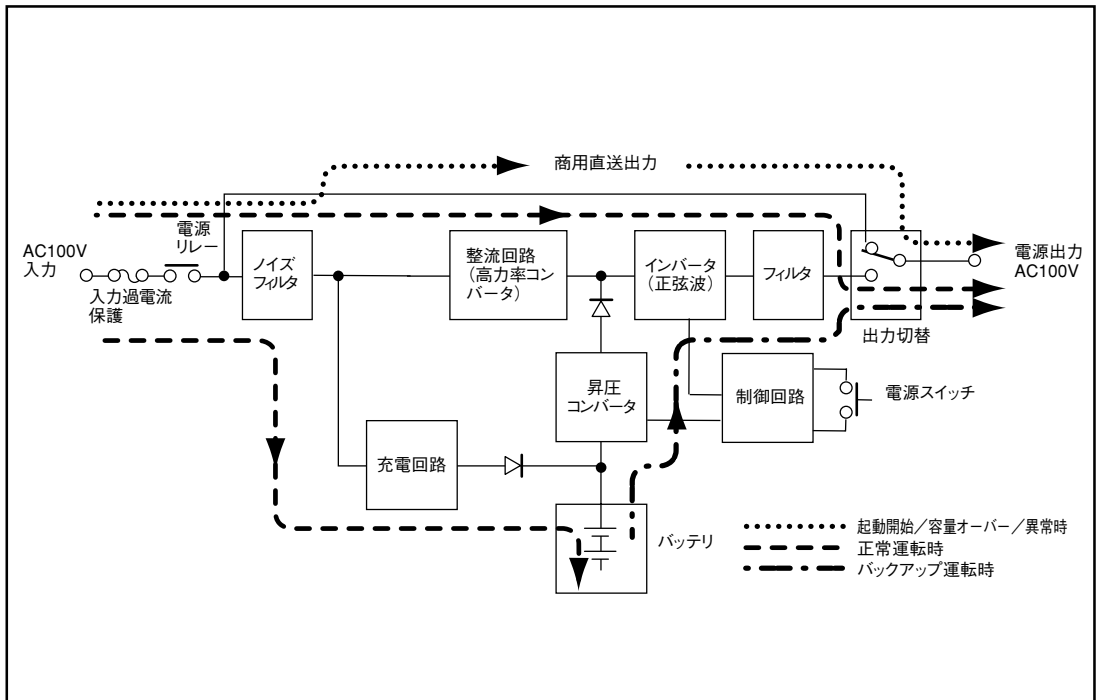 商用直送出力
AC100V
入力
電源
リレー
入力過電流
保護
ノイズ
フィルタ
整流回路
(高力率コン
バータ)
インバータ
(正弦波)
フィルタ
電源出力
AC100V
出力切替
昇圧
コンバータ
制御回路
電源スイッチ
充電回路
バッテリ
起動開始/容量オーバー/異常時
正常運転時
バックアップ運転時